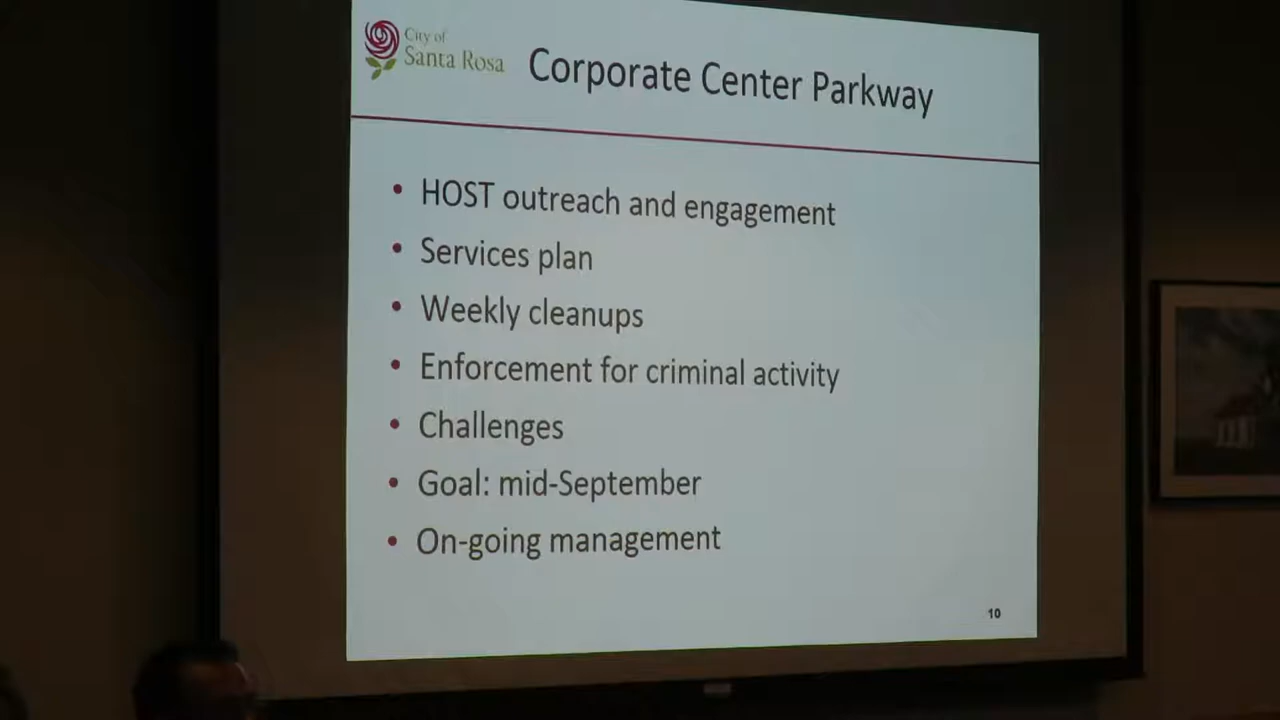 City of
Santa Rosa
Corporate Center Parkway
• HOST outreach and engagement
• Services plan
• Weekly cleanups
• Enforcement for criminal activity
• Challenges
• Goal: mid-September
• On-going management
10